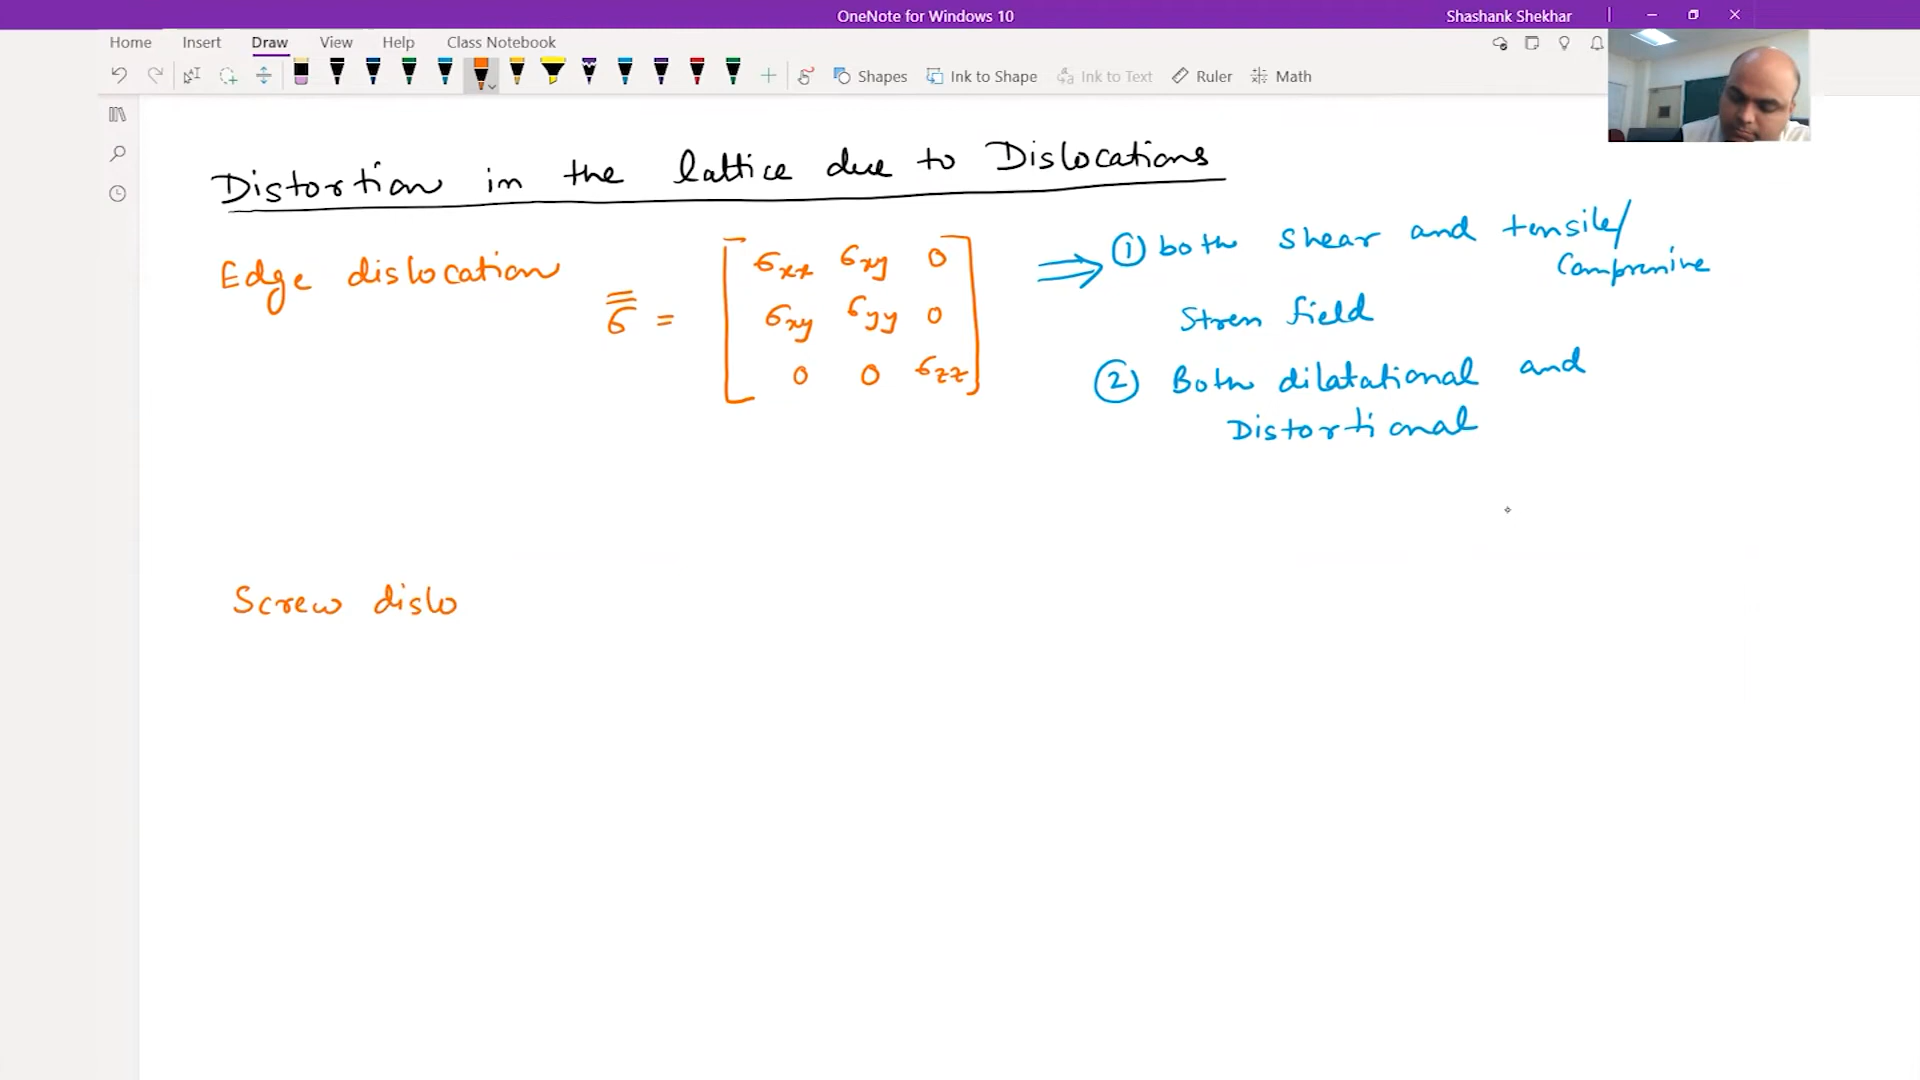 OneNote for Windows 10
Shashank Shekhar
Home Insert Draw View Help Class Notebook
Shapes Ink to Shape Ink to Text Ruler Math
Distortion in the lattice due to Dislocations
Edge dislocation
σ̿ = [ σxx σxy 0
σxy σyy 0
0 0 σzz ]
⇒ ① both shear and tensile/
Compressive
Stress field
② Both dilatational and
Distortional
Screw dislo